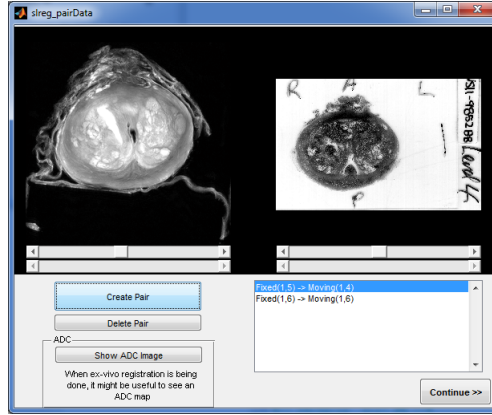 slreg_pairData
R A L
P
Level 4
Create Pair
Delete Pair
ADC
Show ADC Image
When ex-vivo registration is being
done, it might be useful to see an
ADC map
Fixed(1,5) -> Moving(1,4)
Fixed(1,6) -> Moving(1,6)
Continue >>